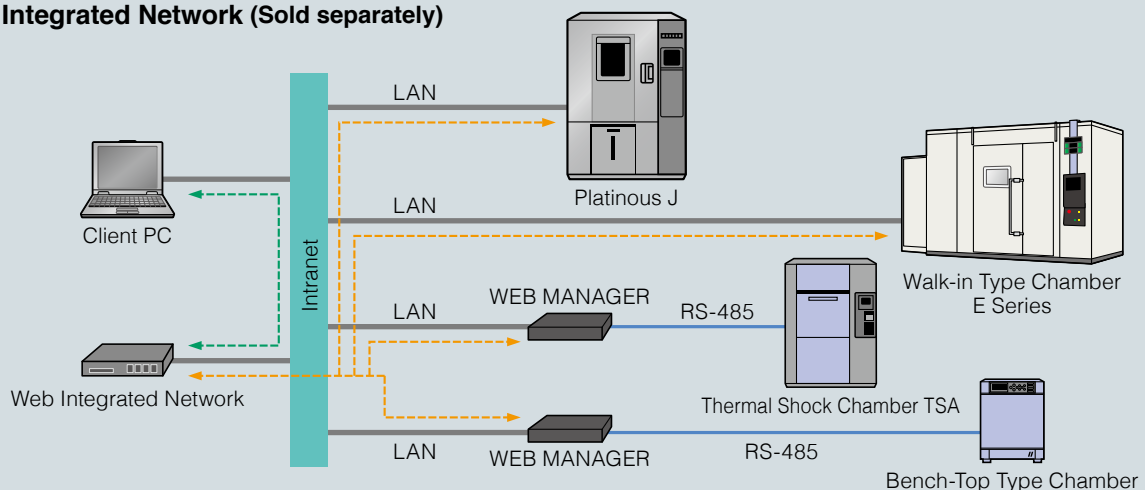 Integrated Network (Sold separately)
LAN
Platinous J
Client PC
LAN
Intranet
Walk-in Type Chamber
E Series
WEB MANAGER
LAN
RS-485
Web Integrated Network
Thermal Shock Chamber TSA
LAN
WEB MANAGER
RS-485
Bench-Top Type Chamber